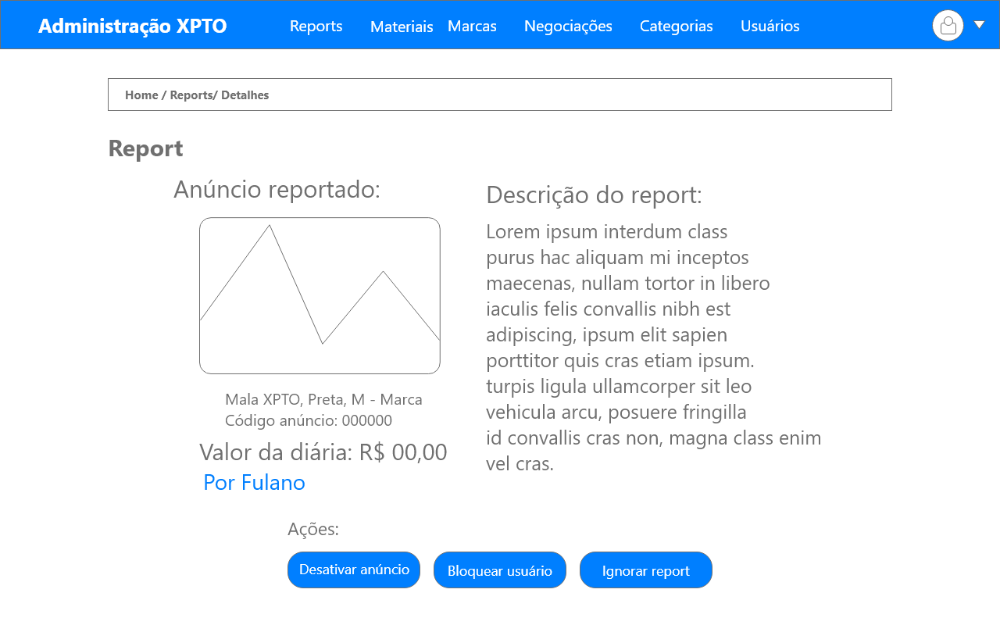 Administração XPTO
Reports
Materiais
Marcas
Negociações
Categorias
Usuários
Home / Reports/ Detalhes
Report
Anúncio reportado:
Mala XPTO, Preta, M - Marca
Código anúncio: 000000
Valor da diária: R$ 00,00
Por Fulano
Descrição do report:
Lorem ipsum interdum class
purus hac aliquam mi inceptos
maecenas, nullam tortor in libero
iaculis felis convallis nibh est
adipiscing, ipsum elit sapien
porttitor quis cras etiam ipsum.
turpis ligula ullamcorper sit leo
vehicula arcu, posuere fringilla
id convallis cras non, magna class enim
vel cras.
Ações:
Desativar anúncio
Bloquear usuário
Ignorar report